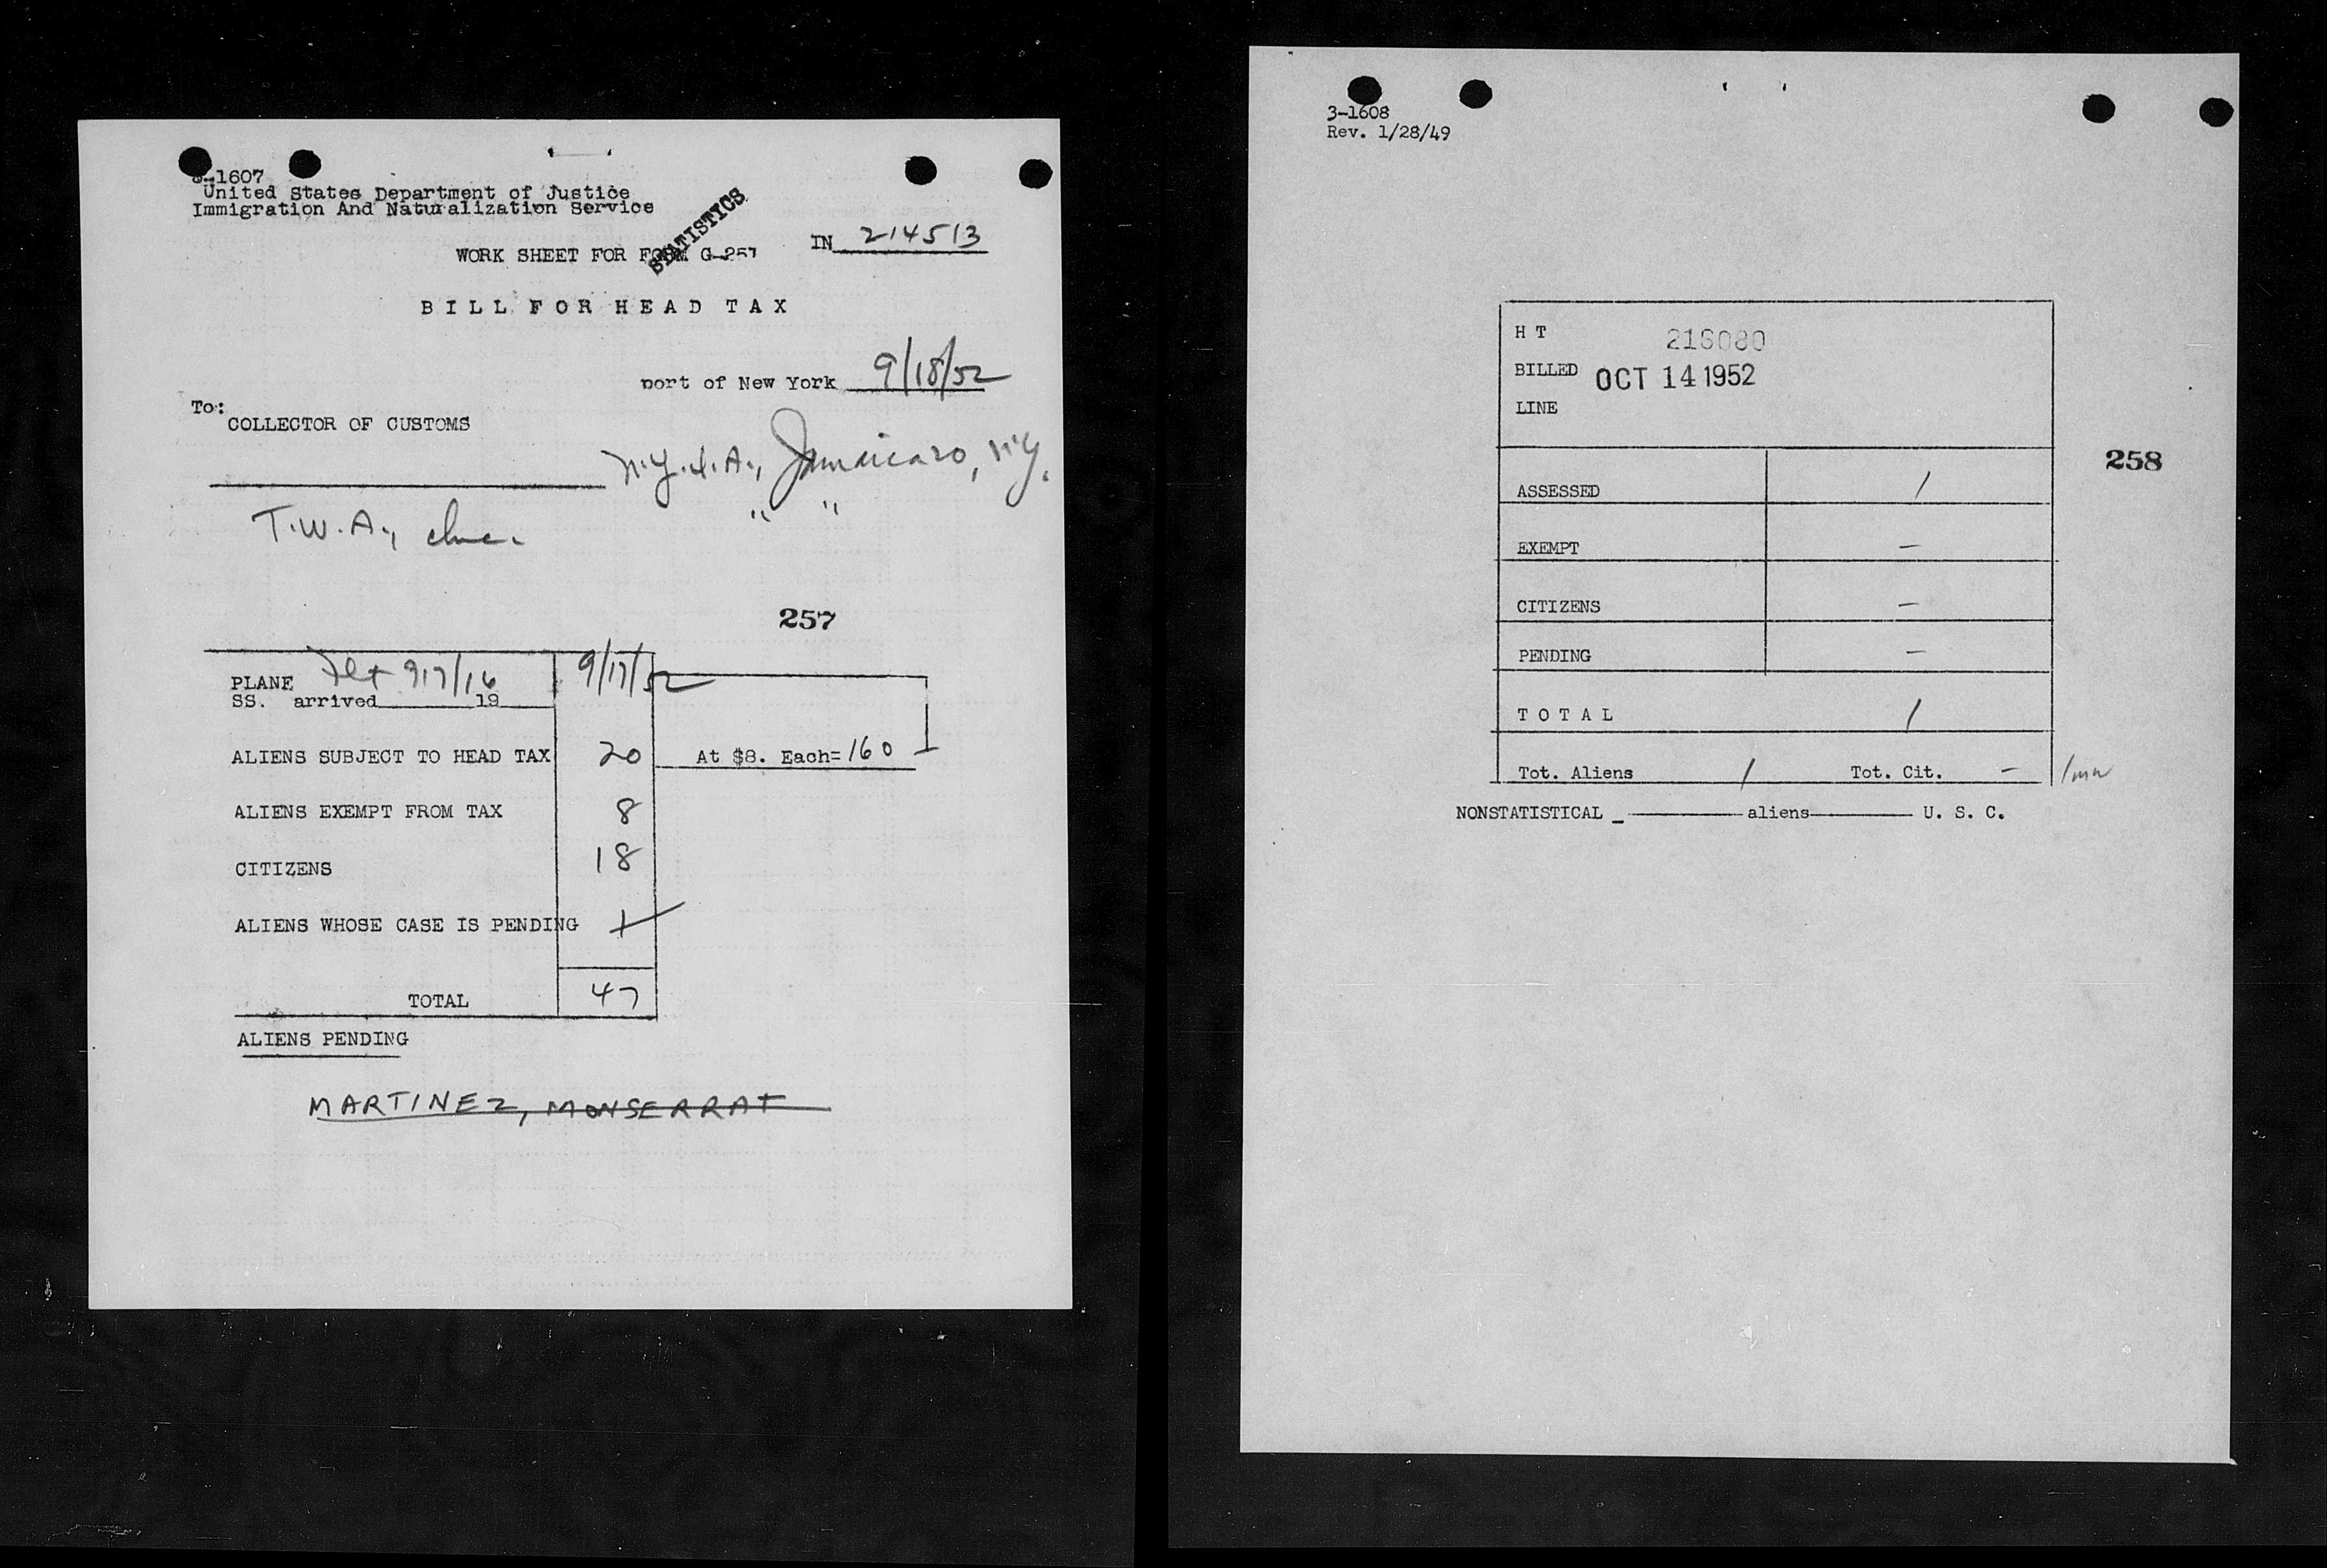 -1607
United States Department of Justice
Immigration And Naturalization Service
STATISTICS
WORK SHEET FOR FORM G-257 IN 214513
BILL FOR HEAD TAX
port of New York 9/18/52
To:
COLLECTOR OF CUSTOMS
N.Y.I.A., Jamaica, N.Y.
T.W.A., " "
257
PLANE 917/16 9/17/52
SS. arrived 19
ALIENS SUBJECT TO HEAD TAX 20 At $8. Each= 160
ALIENS EXEMPT FROM TAX 8
CITIZENS 18
ALIENS WHOSE CASE IS PENDING 1
TOTAL 47
ALIENS PENDING
MARTINEZ, MONSERRAT
3-1608
Rev. 1/28/49
H T 216080
BILLED OCT 14 1952
LINE
258
ASSESSED 1
EXEMPT -
CITIZENS -
PENDING -
TOTAL 1
Tot. Aliens 1 Tot. Cit. -
NONSTATISTICAL - aliens U. S. C.